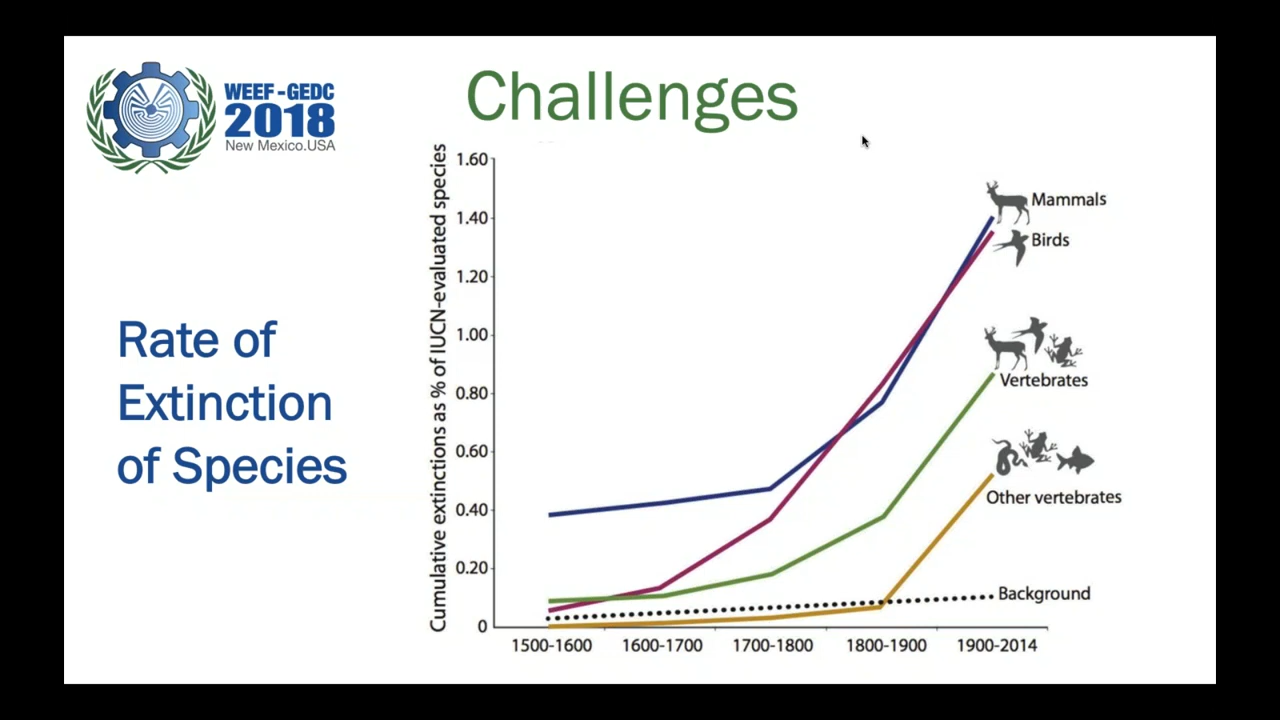 WEEF-GEDC
2018
New Mexico.USA
Challenges
Rate of
Extinction
of Species
Cumulative extinctions as % of IUCN-evaluated species
1.60
1.40
1.20
1.00
0.80
0.60
0.40
0.20
0
Mammals
Birds
Vertebrates
Other vertebrates
Background
1500-1600 1600-1700 1700-1800 1800-1900 1900-2014